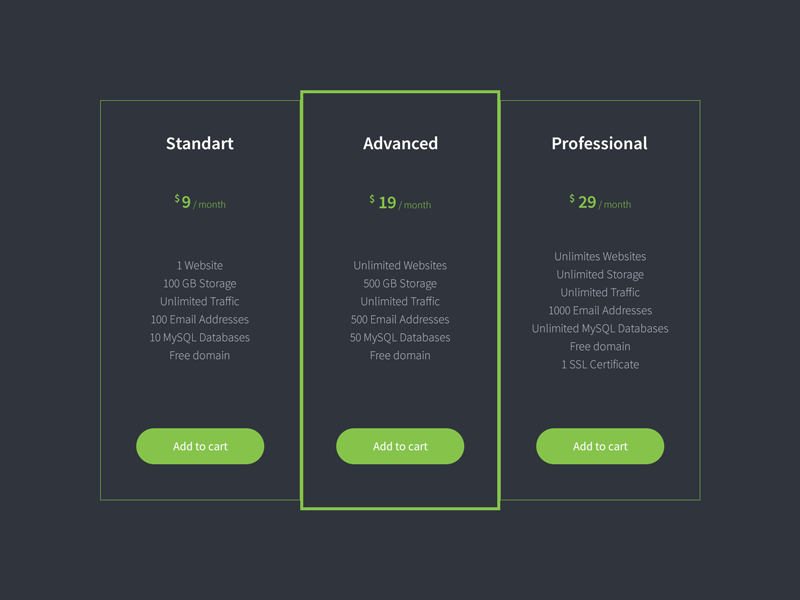 Standart
$ 9 / month
1 Website
100 GB Storage
Unlimited Traffic
100 Email Addresses
10 MySQL Databases
Free domain
Add to cart
Advanced
$ 19 / month
Unlimited Websites
500 GB Storage
Unlimited Traffic
500 Email Addresses
50 MySQL Databases
Free domain
Add to cart
Professional
$ 29 / month
Unlimites Websites
Unlimited Storage
Unlimited Traffic
1000 Email Addresses
Unlimited MySQL Databases
Free domain
1 SSL Certificate
Add to cart